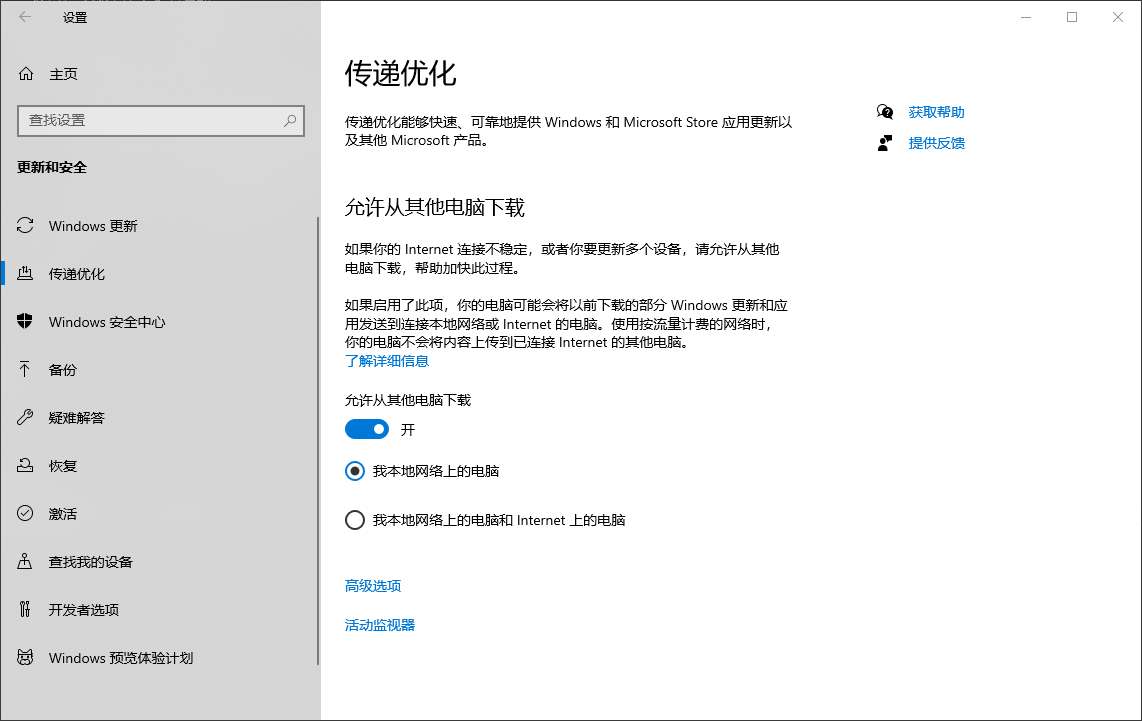 设置
主页
查找设置
更新和安全
Windows 更新
传递优化
Windows 安全中心
备份
疑难解答
恢复
激活
查找我的设备
开发者选项
Windows 预览体验计划
传递优化
传递优化能够快速、可靠地提供 Windows 和 Microsoft Store 应用更新以
及其他 Microsoft 产品。
允许从其他电脑下载
如果你的 Internet 连接不稳定，或者你要更新多个设备，请允许从其他
电脑下载，帮助加快此过程。
如果启用了此项，你的电脑可能会将以前下载的部分 Windows 更新和应
用发送到连接本地网络或 Internet 的电脑。使用按流量计费的网络时，
你的电脑不会将内容上传到已连接 Internet 的其他电脑。
了解详细信息
允许从其他电脑下载
开
我本地网络上的电脑
我本地网络上的电脑和 Internet 上的电脑
高级选项
活动监视器
获取帮助
提供反馈